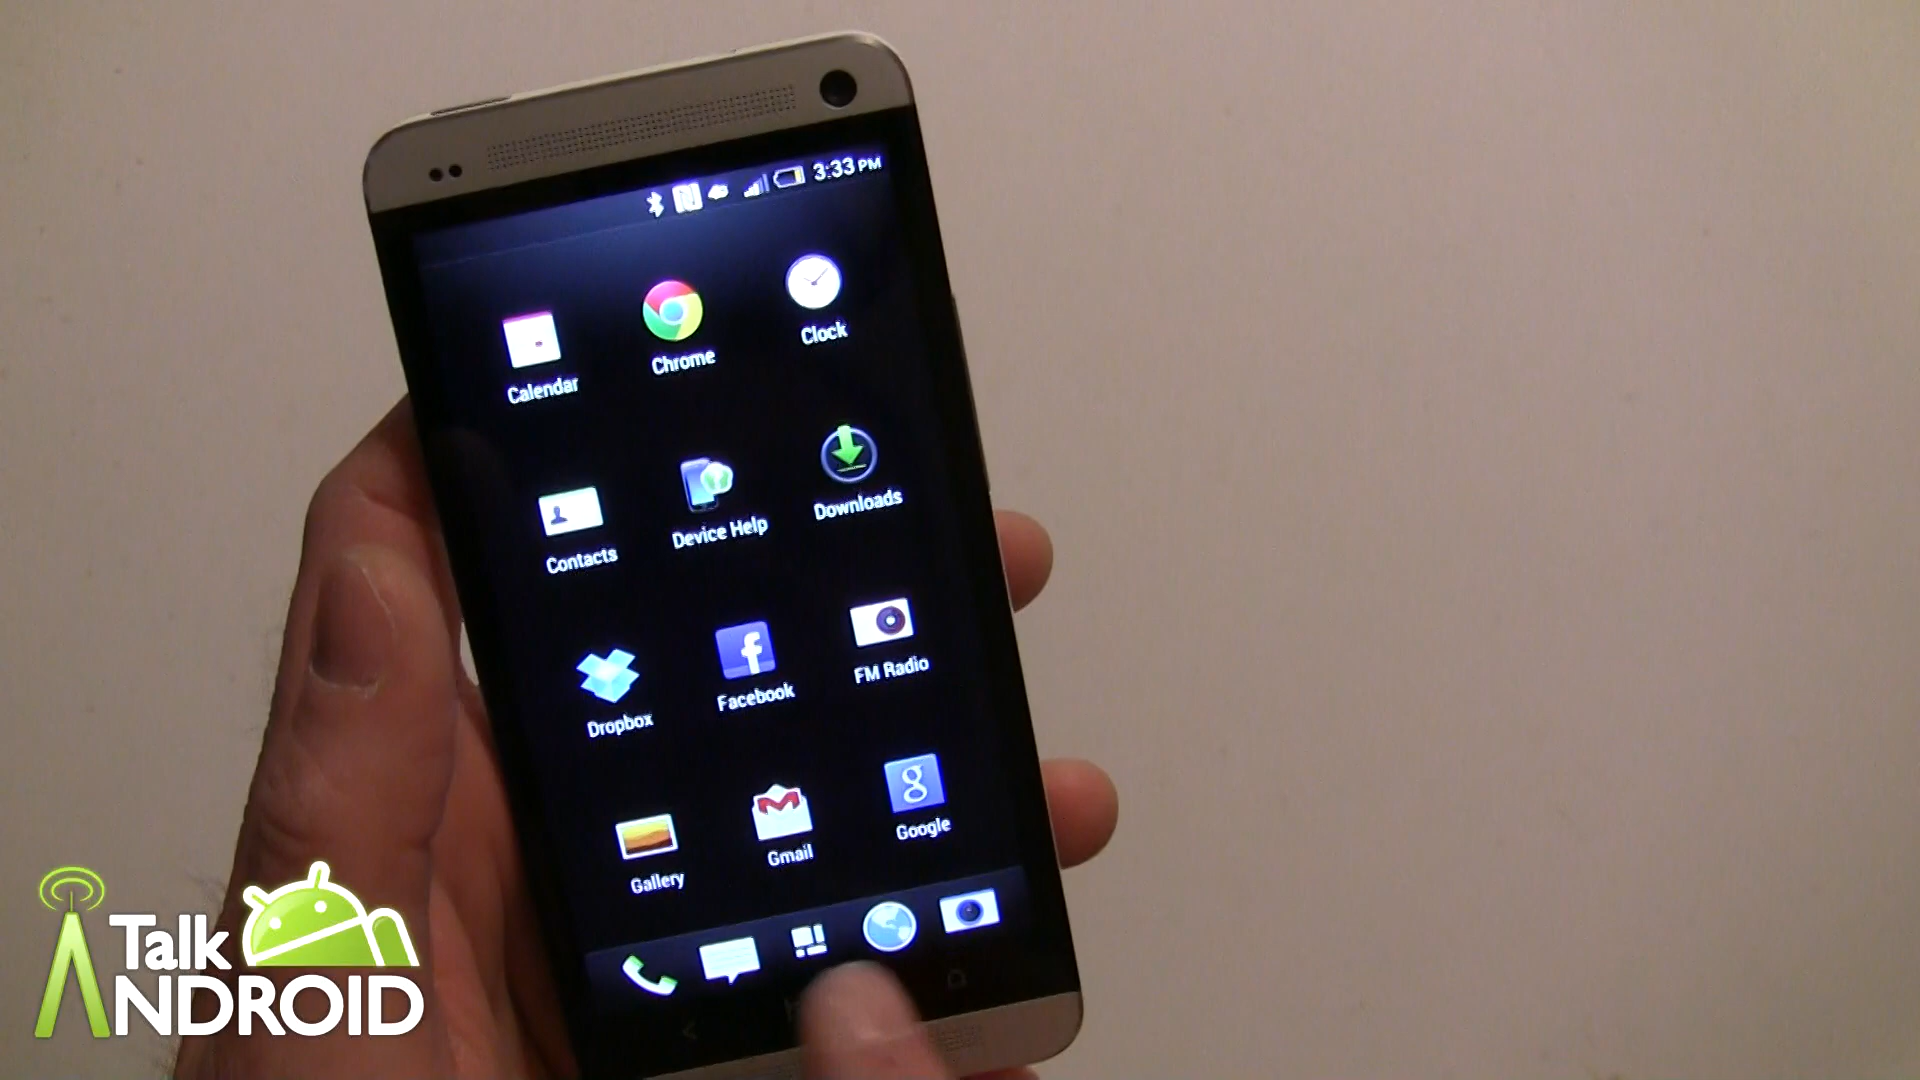 3:33 PM
Calendar
Chrome
Clock
Contacts
Device Help
Downloads
Dropbox
Facebook
FM Radio
Gallery
Gmail
Google
Talk
ANDROID